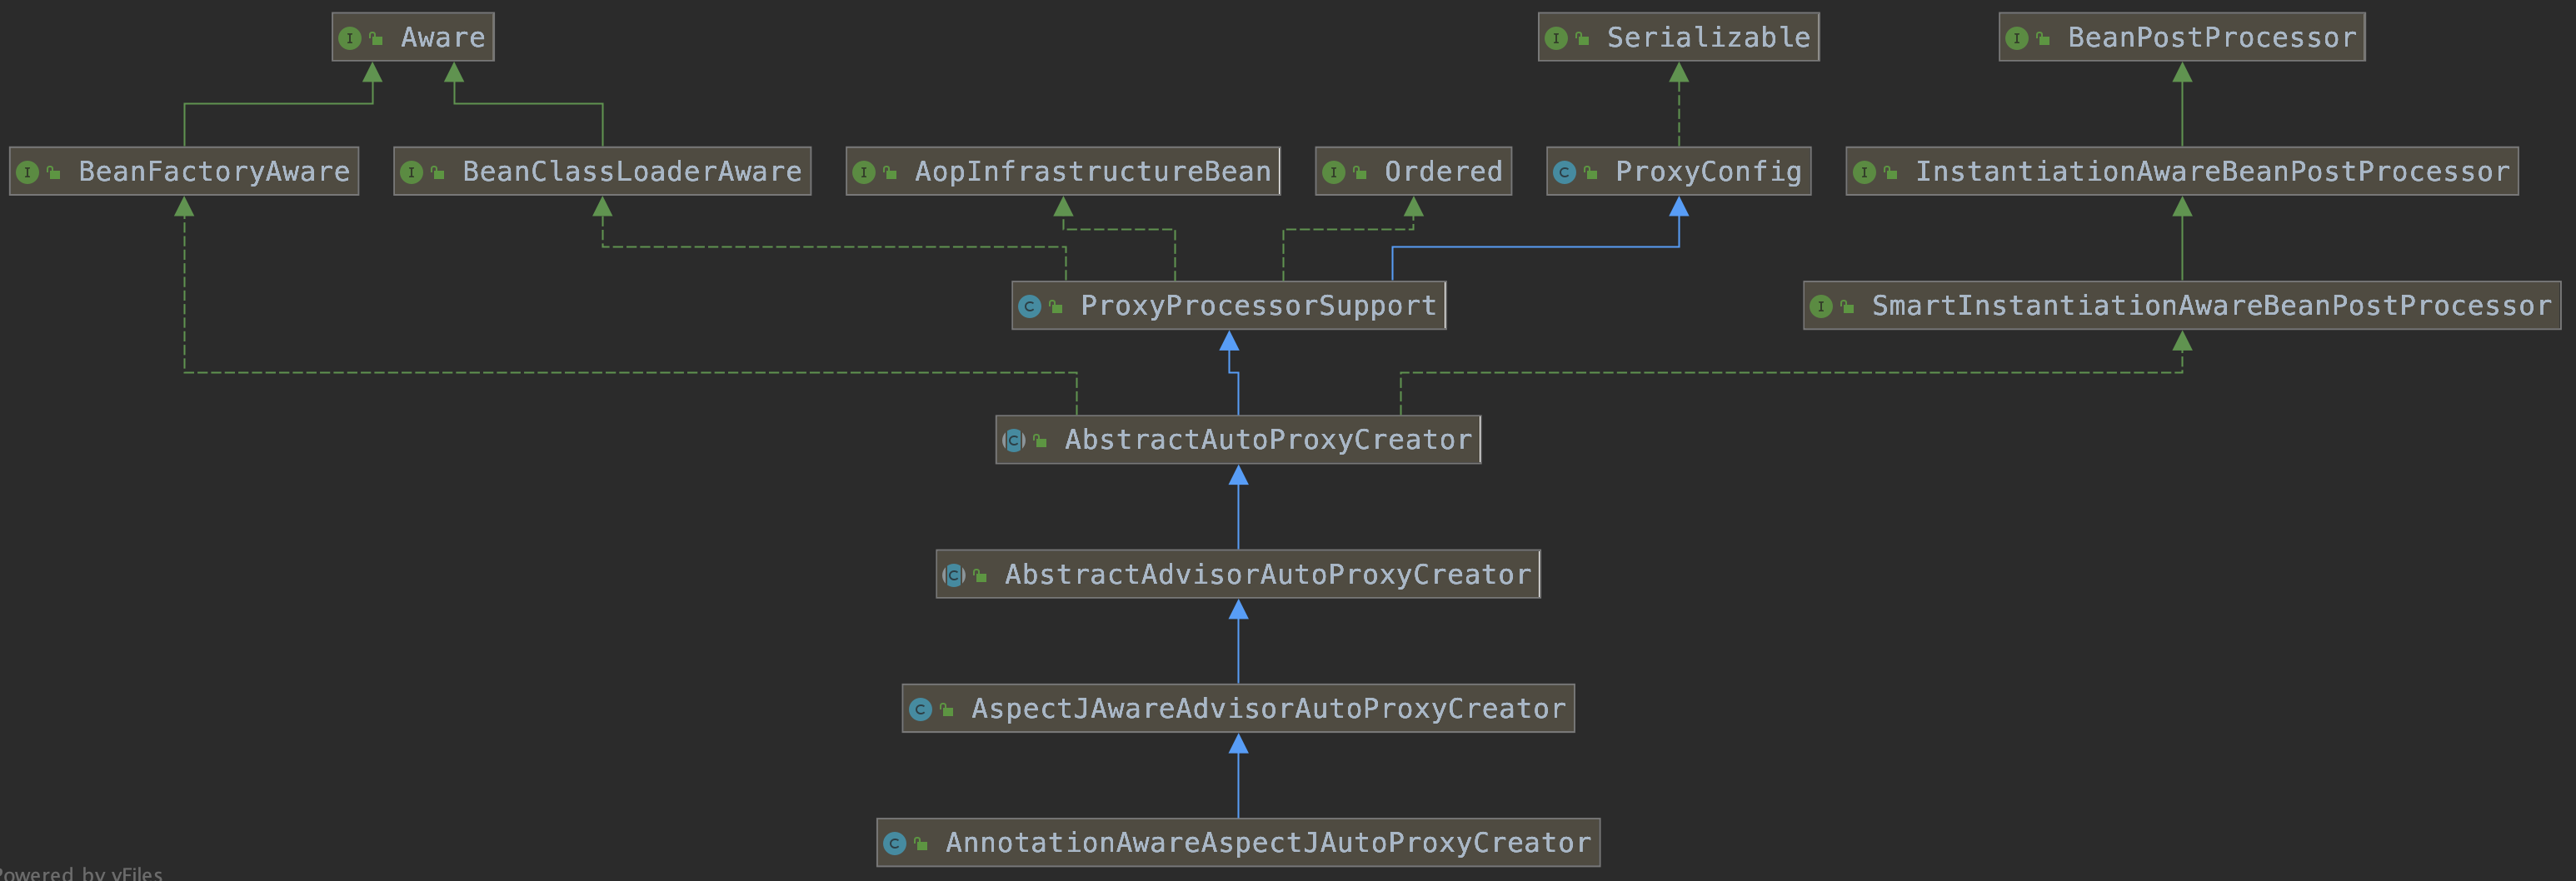 Aware
Serializable
BeanPostProcessor
BeanFactoryAware
BeanClassLoaderAware
AopInfrastructureBean
Ordered
ProxyConfig
InstantiationAwareBeanPostProcessor
ProxyProcessorSupport
SmartInstantiationAwareBeanPostProcessor
AbstractAutoProxyCreator
AbstractAdvisorAutoProxyCreator
AspectJAwareAdvisorAutoProxyCreator
AnnotationAwareAspectJAutoProxyCreator
Powered by yFiles